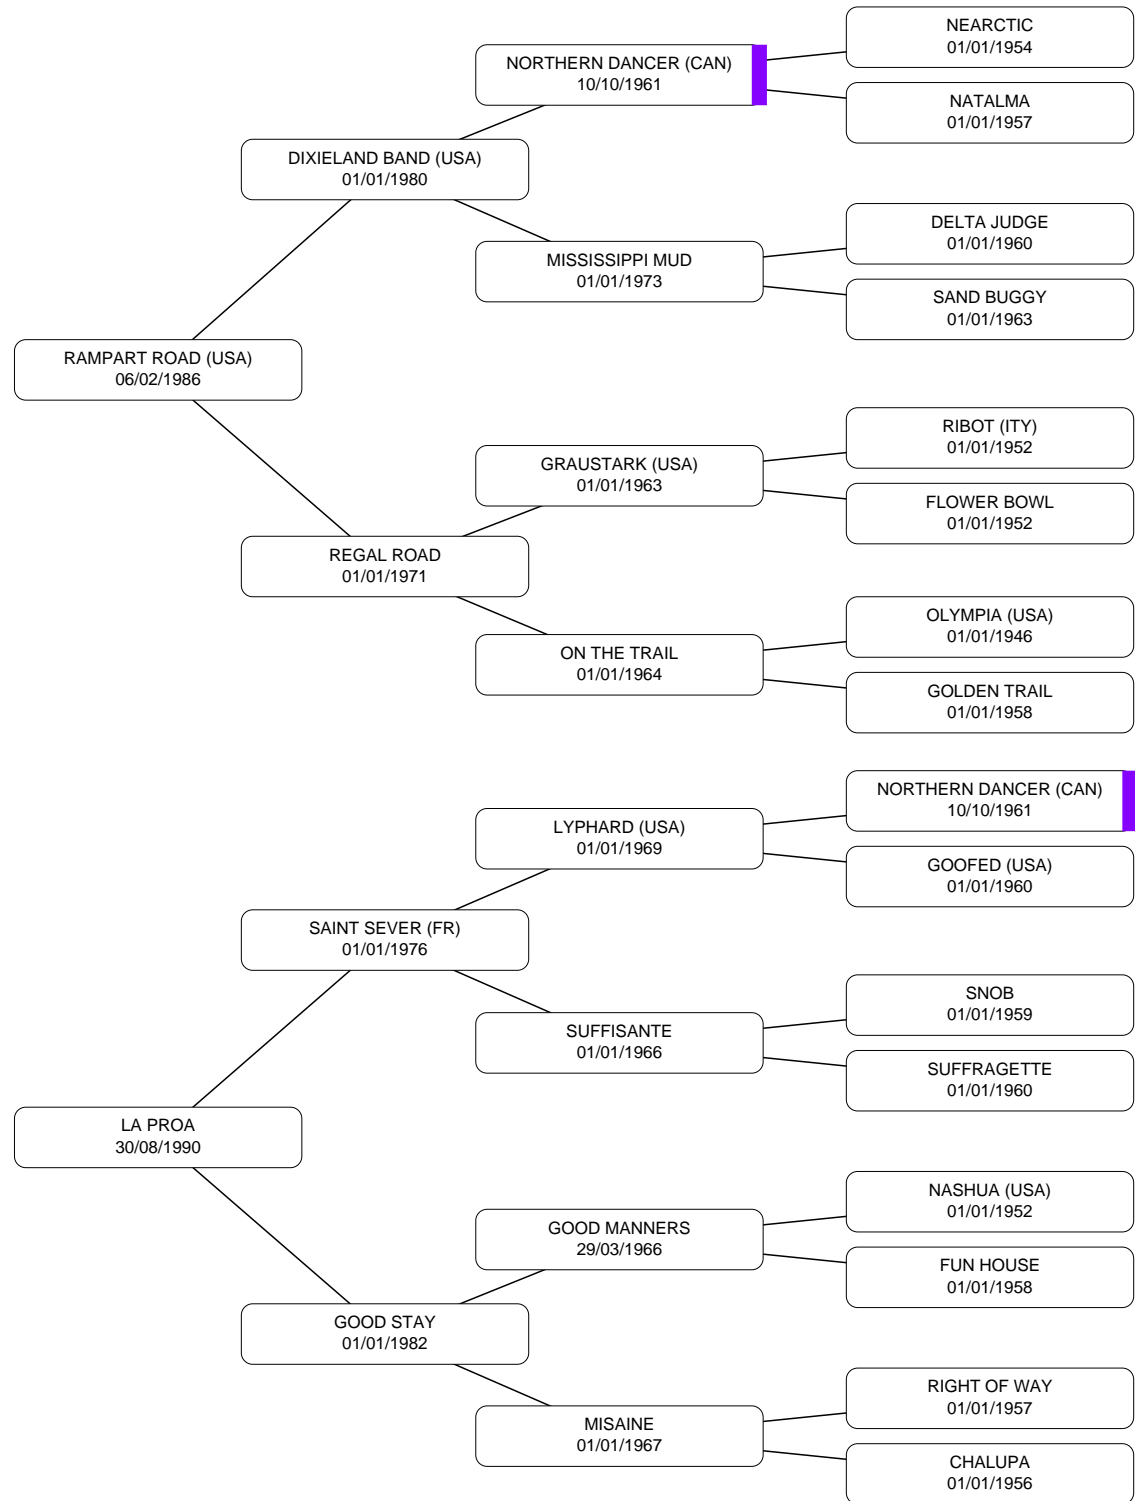 NEARCTIC
01/01/1954
NORTHERN DANCER (CAN)
10/10/1961
NATALMA
01/01/1957
DIXIELAND BAND (USA)
01/01/1980
DELTA JUDGE
01/01/1960
MISSISSIPPI MUD
01/01/1973
SAND BUGGY
01/01/1963
RAMPART ROAD (USA)
06/02/1986
RIBOT (ITY)
01/01/1952
GRAUSTARK (USA)
01/01/1963
FLOWER BOWL
01/01/1952
REGAL ROAD
01/01/1971
OLYMPIA (USA)
01/01/1946
ON THE TRAIL
01/01/1964
GOLDEN TRAIL
01/01/1958
NORTHERN DANCER (CAN)
10/10/1961
LYPHARD (USA)
01/01/1969
GOOFED (USA)
01/01/1960
SAINT SEVER (FR)
01/01/1976
SNOB
01/01/1959
SUFFISANTE
01/01/1966
SUFFRAGETTE
01/01/1960
LA PROA
30/08/1990
NASHUA (USA)
01/01/1952
GOOD MANNERS
29/03/1966
FUN HOUSE
01/01/1958
GOOD STAY
01/01/1982
RIGHT OF WAY
01/01/1957
MISAINE
01/01/1967
CHALUPA
01/01/1956